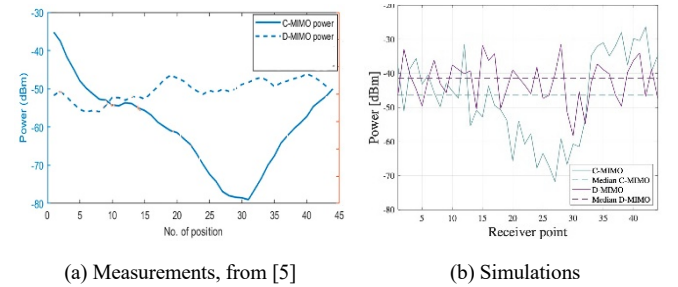 -30
-40
-50
-60
-70
-80
Power (dBm)
0 5 10 15 20 25 30 35 40 45
No. of position
C-MIMO power
D-MIMO power
-20
-30
-40
-50
-60
-70
-80
Power [dBm]
5 10 15 20 25 30 35 40
Receiver point
C-MIMO
Median C-MIMO
D-MIMO
Median D-MIMO
(a) Measurements, from [5]
(b) Simulations